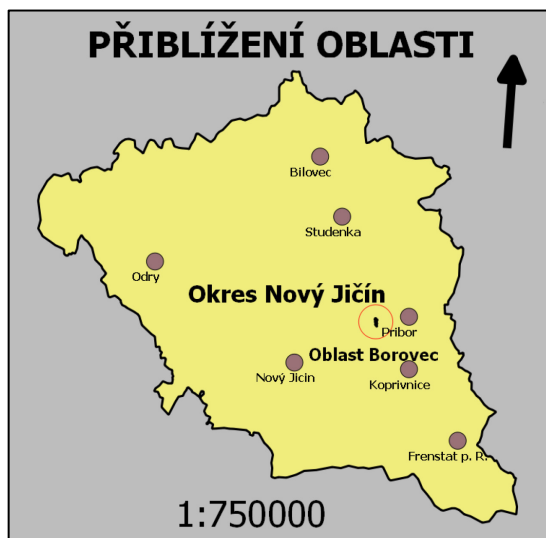 PŘIBLÍŽENÍ OBLASTI
Bilovec
Studenka
Odry
Okres Nový Jičín
Pribor
Oblast Borovec
Nový Jicin
Koprivnice
Frenstat p. R.
1:750000